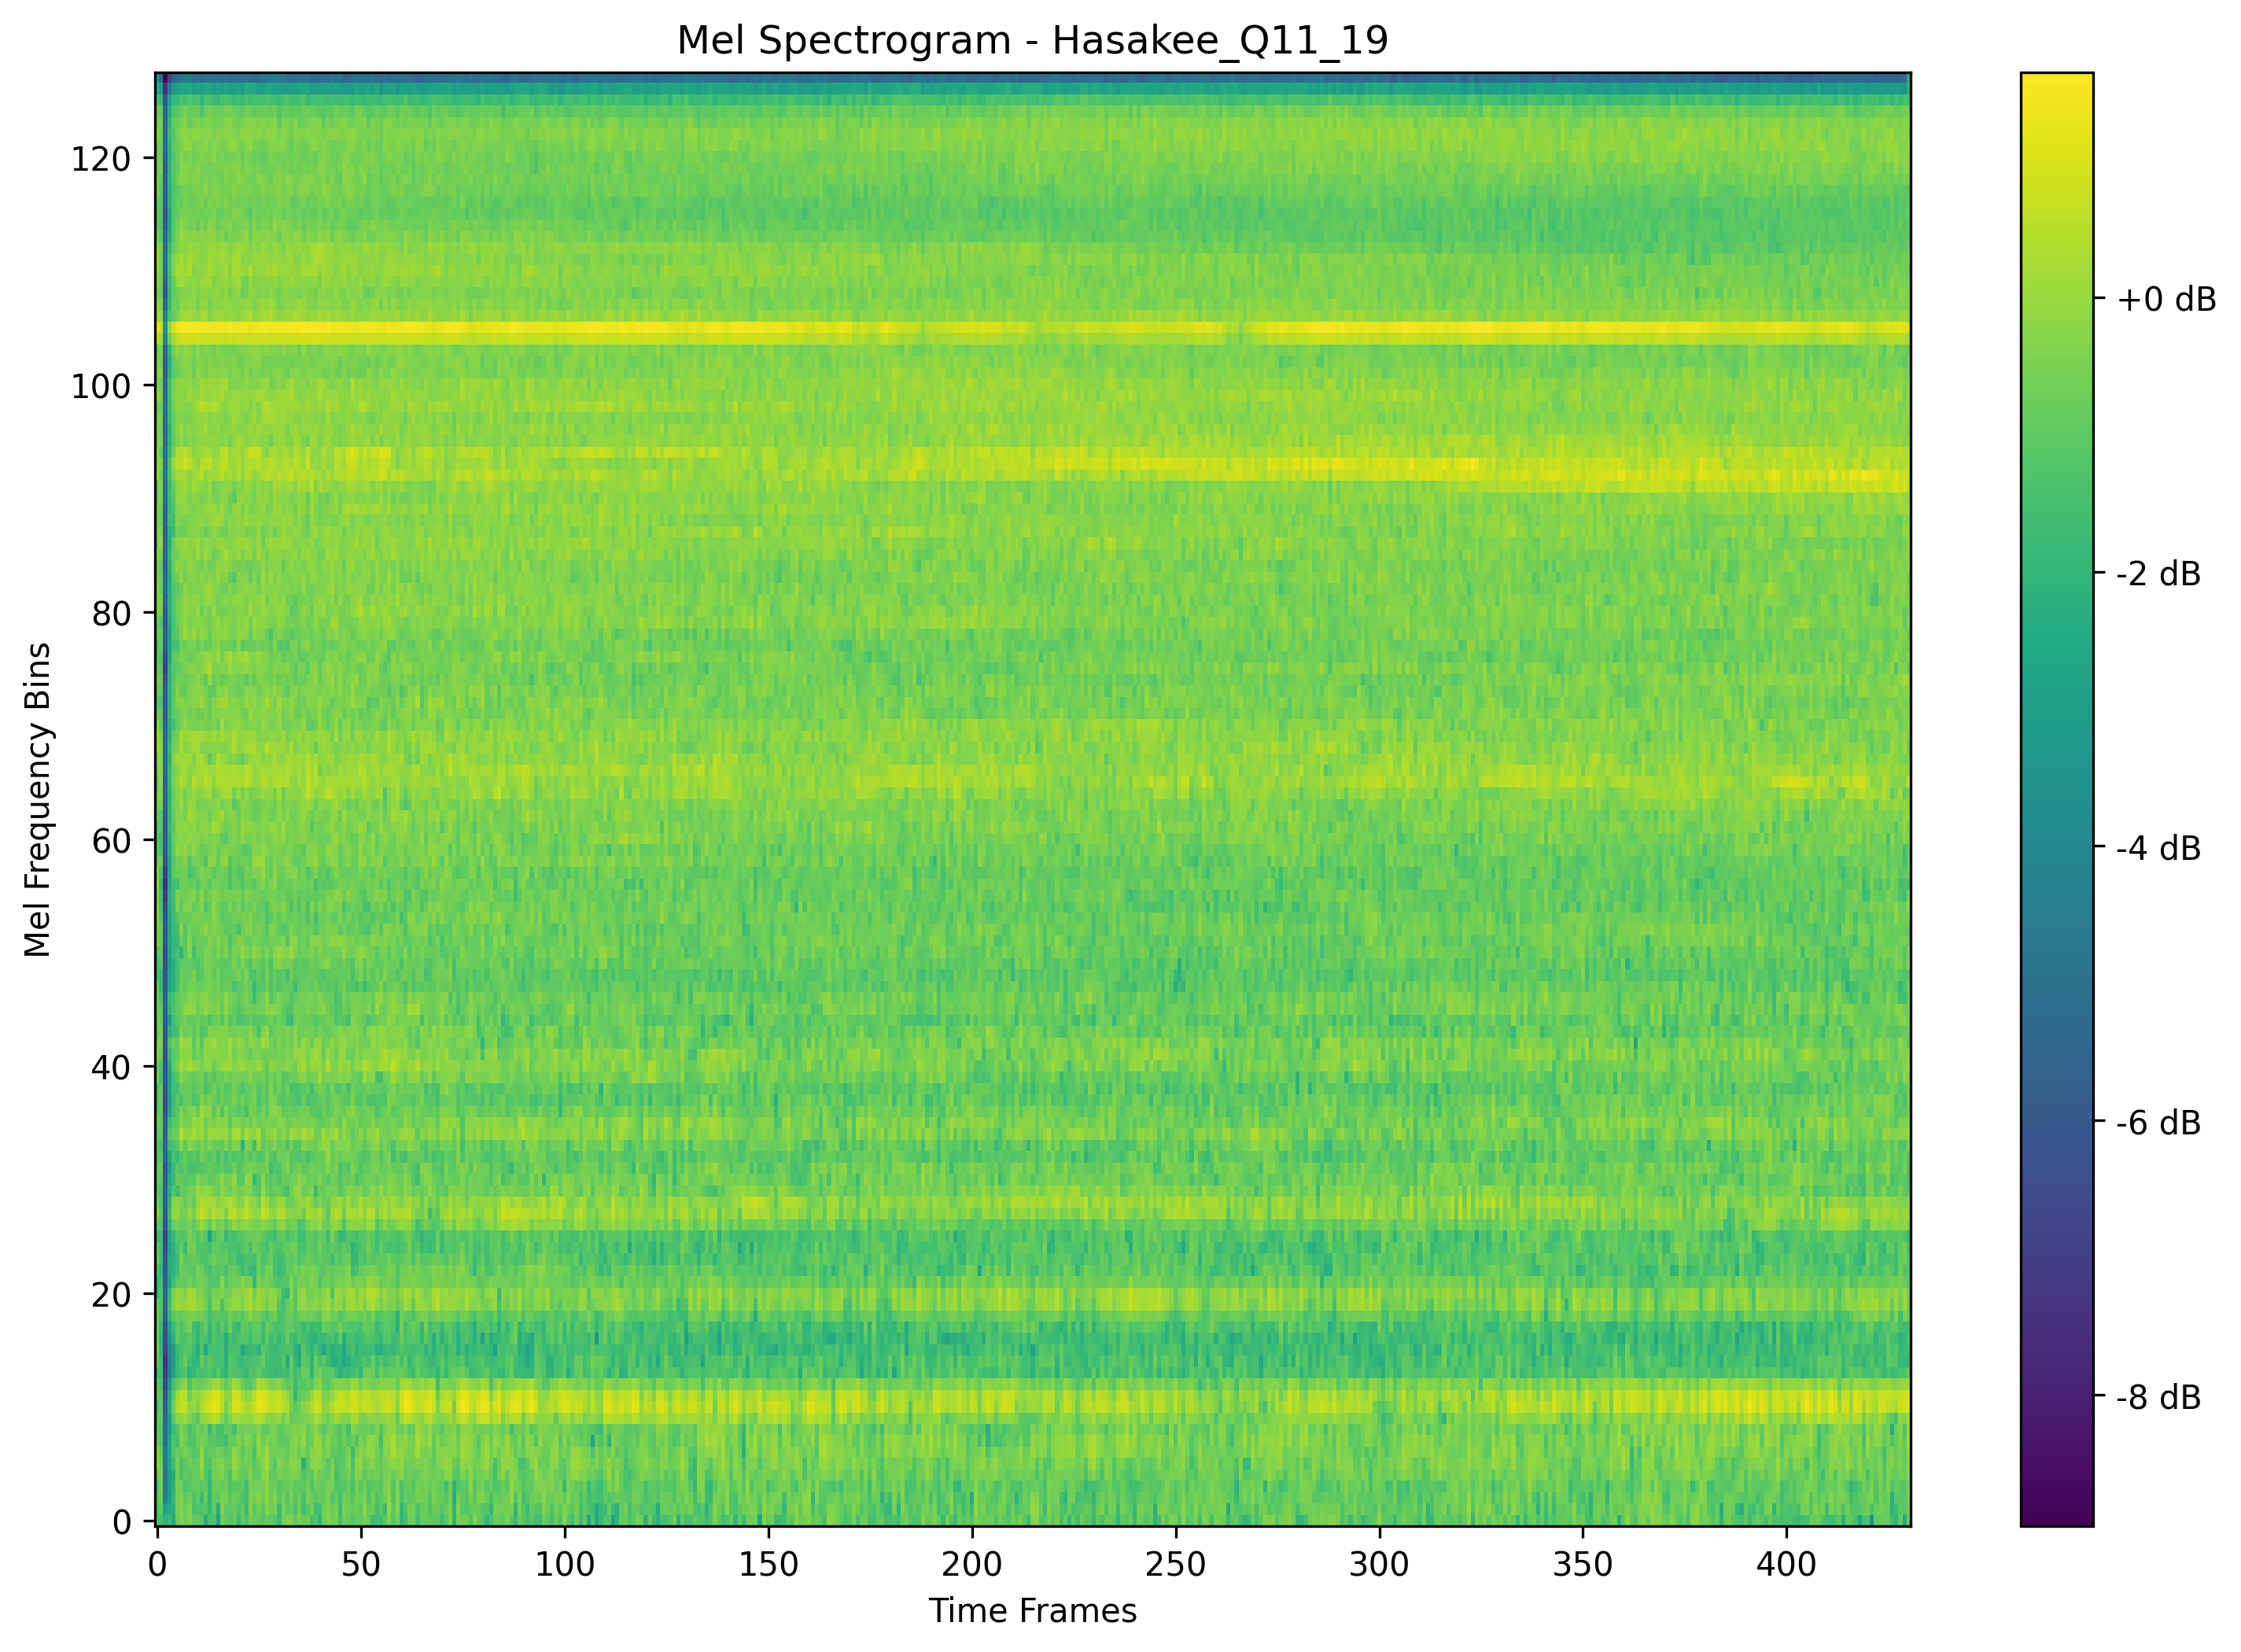 Mel Spectrogram - Hasakee_Q11_19
120
100
80
60
40
20
0
Mel Frequency Bins
0 50 100 150 200 250 300 350 400
Time Frames
+0 dB
-2 dB
-4 dB
-6 dB
-8 dB